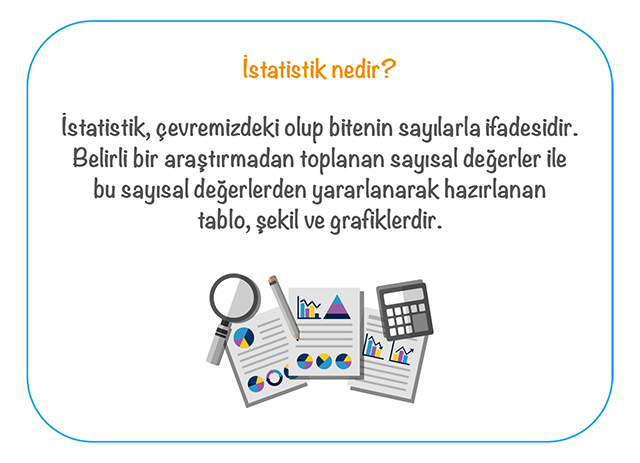 İstatistik nedir?
İstatistik, çevremizdeki olup bitenin sayılarla ifadesidir.
Belirli bir araştırmadan toplanan sayısal değerler ile
bu sayısal değerlerden yararlanarak hazırlanan
tablo, şekil ve grafiklerdir.